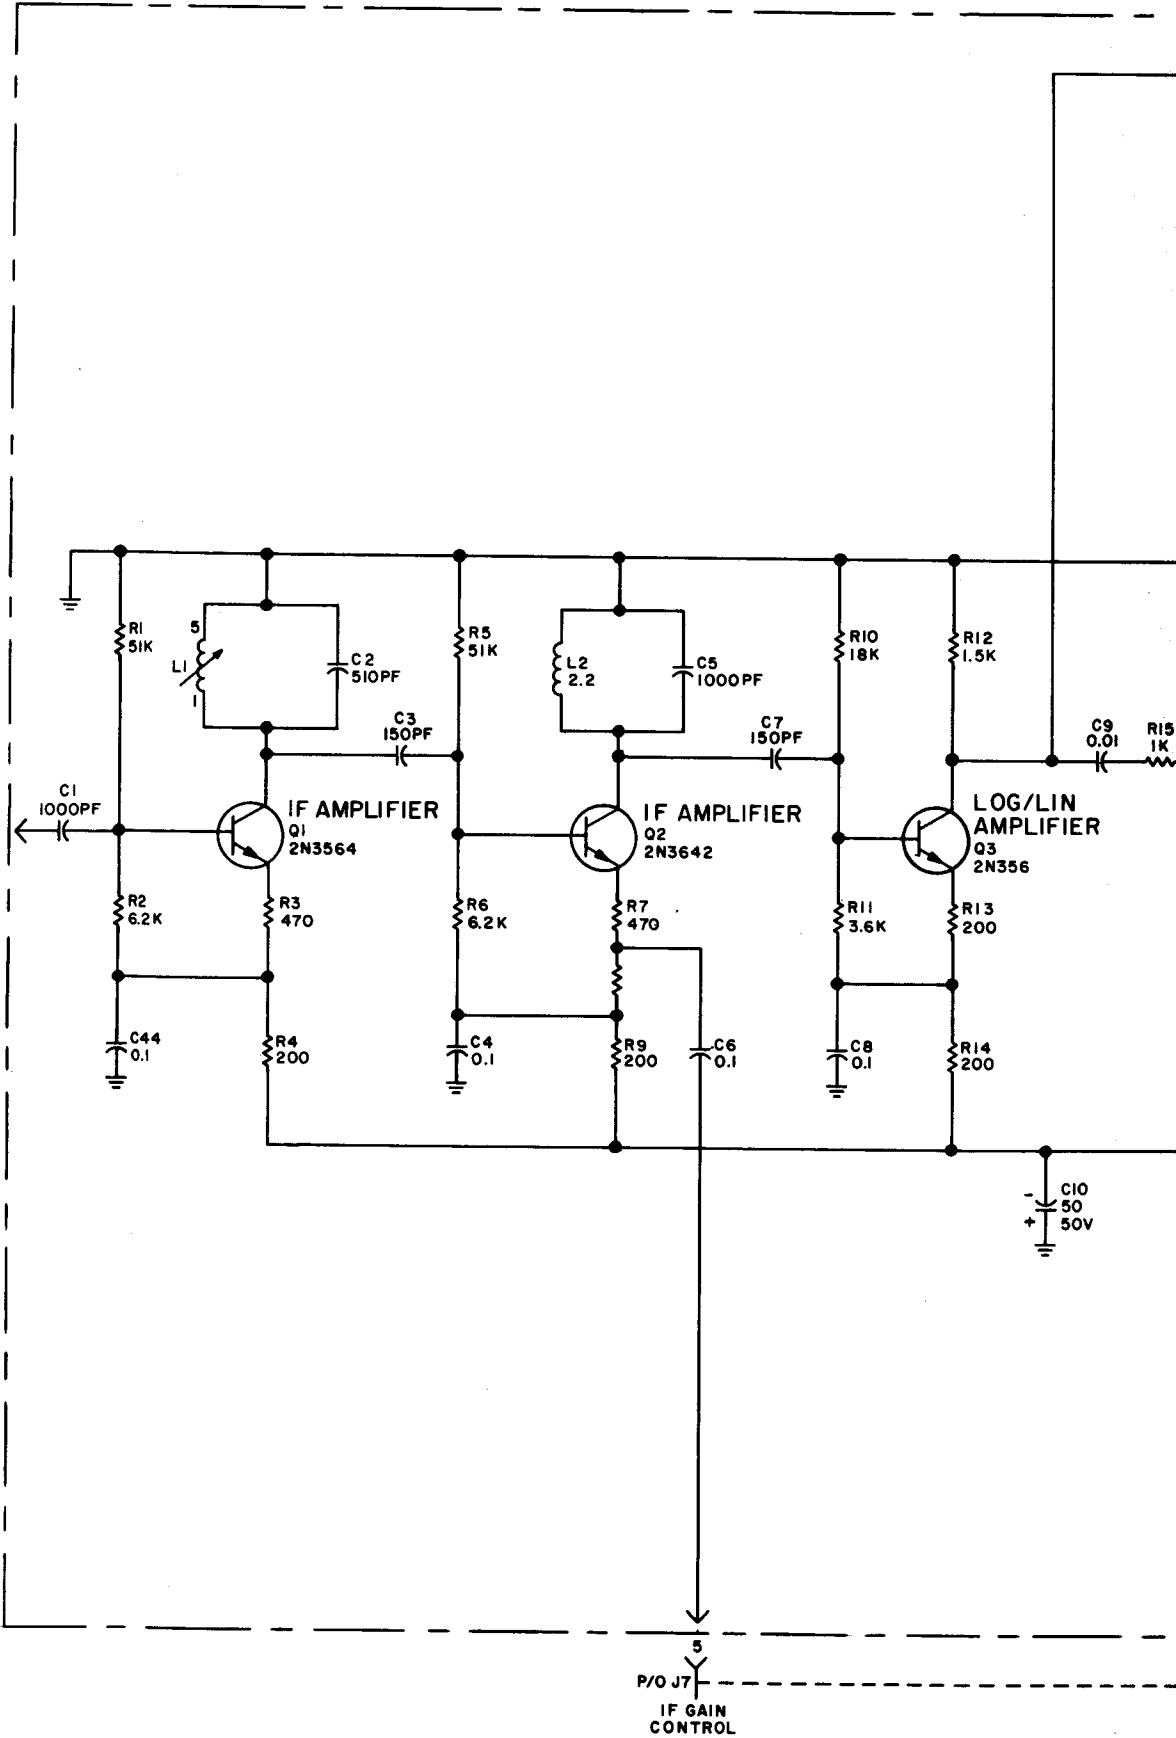 R1
51K
5
L1
1
C2
510PF
C3
150PF
R5
51K
L2
2.2
C5
1000PF
C7
150PF
R10
18K
R12
1.5K
C9
0.01
R15
1K
C1
1000PF
IF AMPLIFIER
Q1
2N3564
IF AMPLIFIER
Q2
2N3642
LOG/LIN
AMPLIFIER
Q3
2N356
R2
6.2K
R3
470
R6
6.2K
R7
470
R11
3.6K
R13
200
C44
0.1
R4
200
C4
0.1
R9
200
C6
0.1
C8
0.1
R14
200
-
+
C10
50
50V
5
P/O J7
IF GAIN
CONTROL